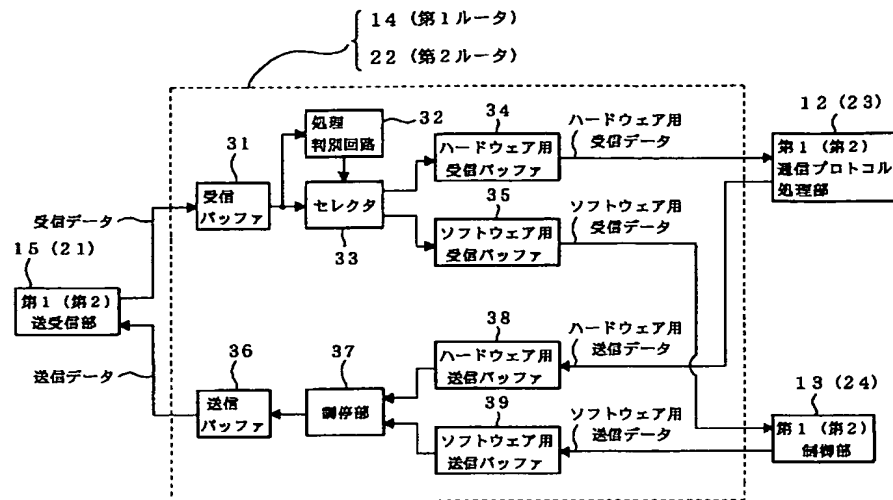 14（第1ルータ）
22（第2ルータ）
32
処理
判別回路
34
ハードウェア用
受信バッファ
ハードウェア用
受信データ
12（23）
第1（第2）
通信プロトコル
処理部
31
受信
バッファ
セレクタ
33
35
ソフトウェア用
受信バッファ
ソフトウェア用
受信データ
受信データ
15（21）
第1（第2）
送受信部
送信データ
36
送信
バッファ
37
調停部
38
ハードウェア用
送信バッファ
ハードウェア用
送信データ
39
ソフトウェア用
送信バッファ
ソフトウェア用
送信データ
13（24）
第1（第2）
制御部